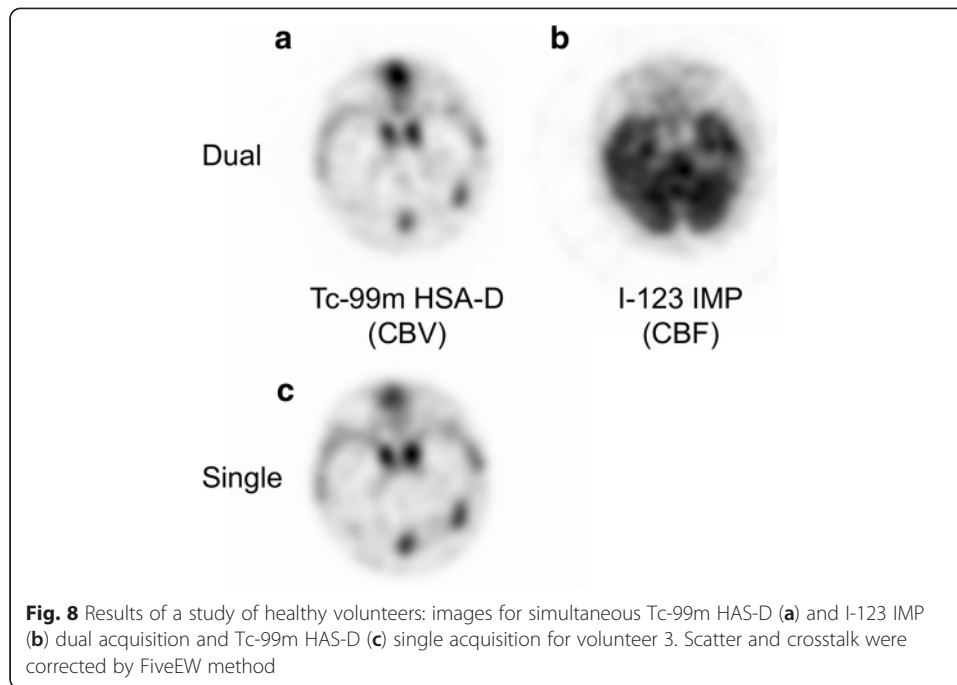 a
b
Dual
Tc-99m HSA-D
(CBV)
I-123 IMP
(CBF)
c
Single
Fig. 8 Results of a study of healthy volunteers: images for simultaneous Tc-99m HAS-D (a) and I-123 IMP
(b) dual acquisition and Tc-99m HAS-D (c) single acquisition for volunteer 3. Scatter and crosstalk were
corrected by FiveEW method